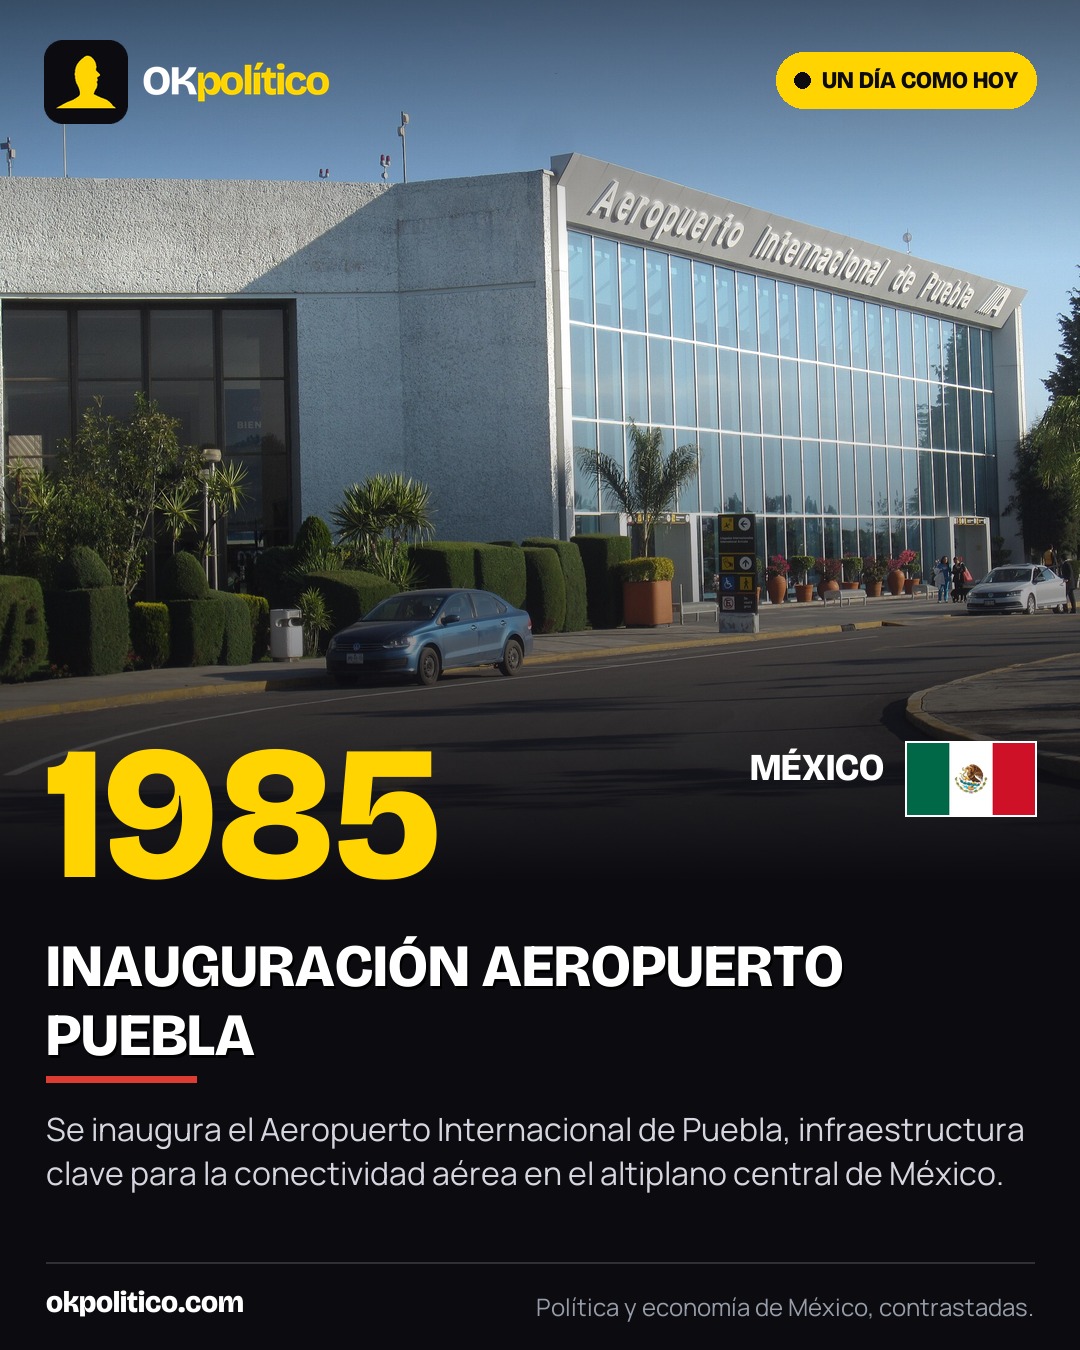 OKpolítico
UN DÍA COMO HOY
Aeropuerto Internacional de Puebla
BIEN
1985
MÉXICO
INAUGURACIÓN AEROPUERTO
PUEBLA
Se inaugura el Aeropuerto Internacional de Puebla, infraestructura
clave para la conectividad aérea en el altiplano central de México.
okpolitico.com
Política y economía de México, contrastadas.